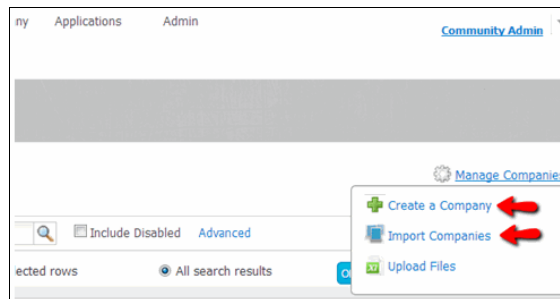 ny Applications Admin Community Admin
Manage Companies
Create a Company
Import Companies
Upload Files
Include Disabled Advanced
ected rows All search results